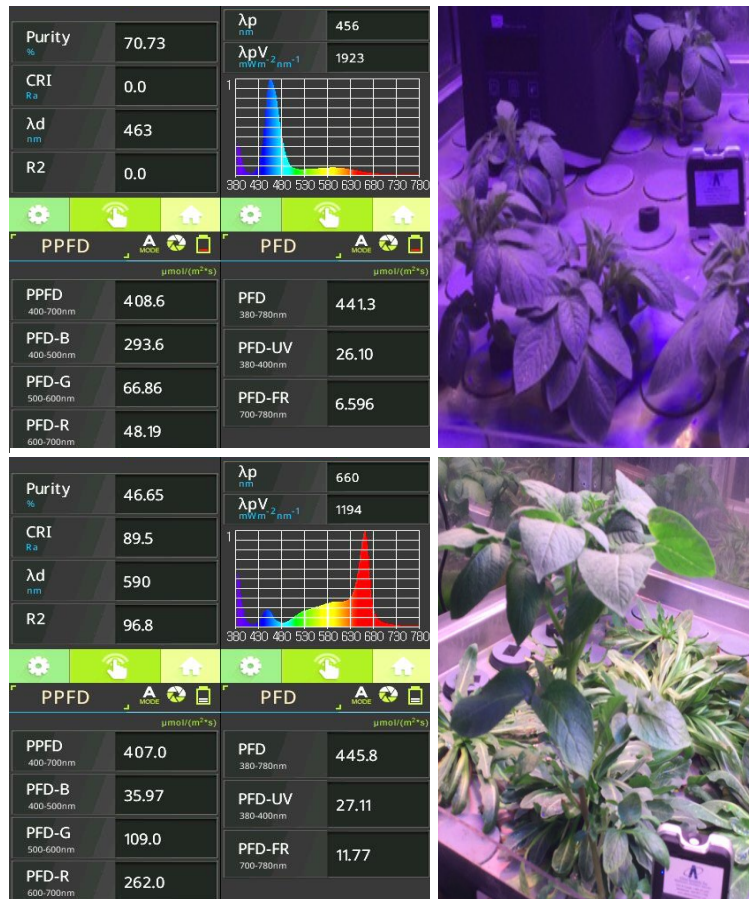 Purity
%
70.73
CRI
Ra
0.0
λd
nm
463
R2
0.0
λp
nm
456
λpV
mWm-2nm-1
1923
1
380 430 480 530 580 630 680 730 780
PPFD
A
MODE
µmol/(m²*s)
PPFD
400-700nm
408.6
PFD-B
400-500nm
293.6
PFD-G
500-600nm
66.86
PFD-R
600-700nm
48.19
PFD
A
MODE
µmol/(m²*s)
PFD
380-780nm
441.3
PFD-UV
380-400nm
26.10
PFD-FR
700-780nm
6.596
Purity
%
46.65
CRI
Ra
89.5
λd
nm
590
R2
96.8
λp
nm
660
λpV
mWm-2nm-1
1194
1
380 430 480 530 580 630 680 730 780
PPFD
A
MODE
µmol/(m²*s)
PPFD
400-700nm
407.0
PFD-B
400-500nm
35.97
PFD-G
500-600nm
109.0
PFD-R
600-700nm
262.0
PFD
A
MODE
µmol/(m²*s)
PFD
380-780nm
445.8
PFD-UV
380-400nm
27.11
PFD-FR
700-780nm
11.77